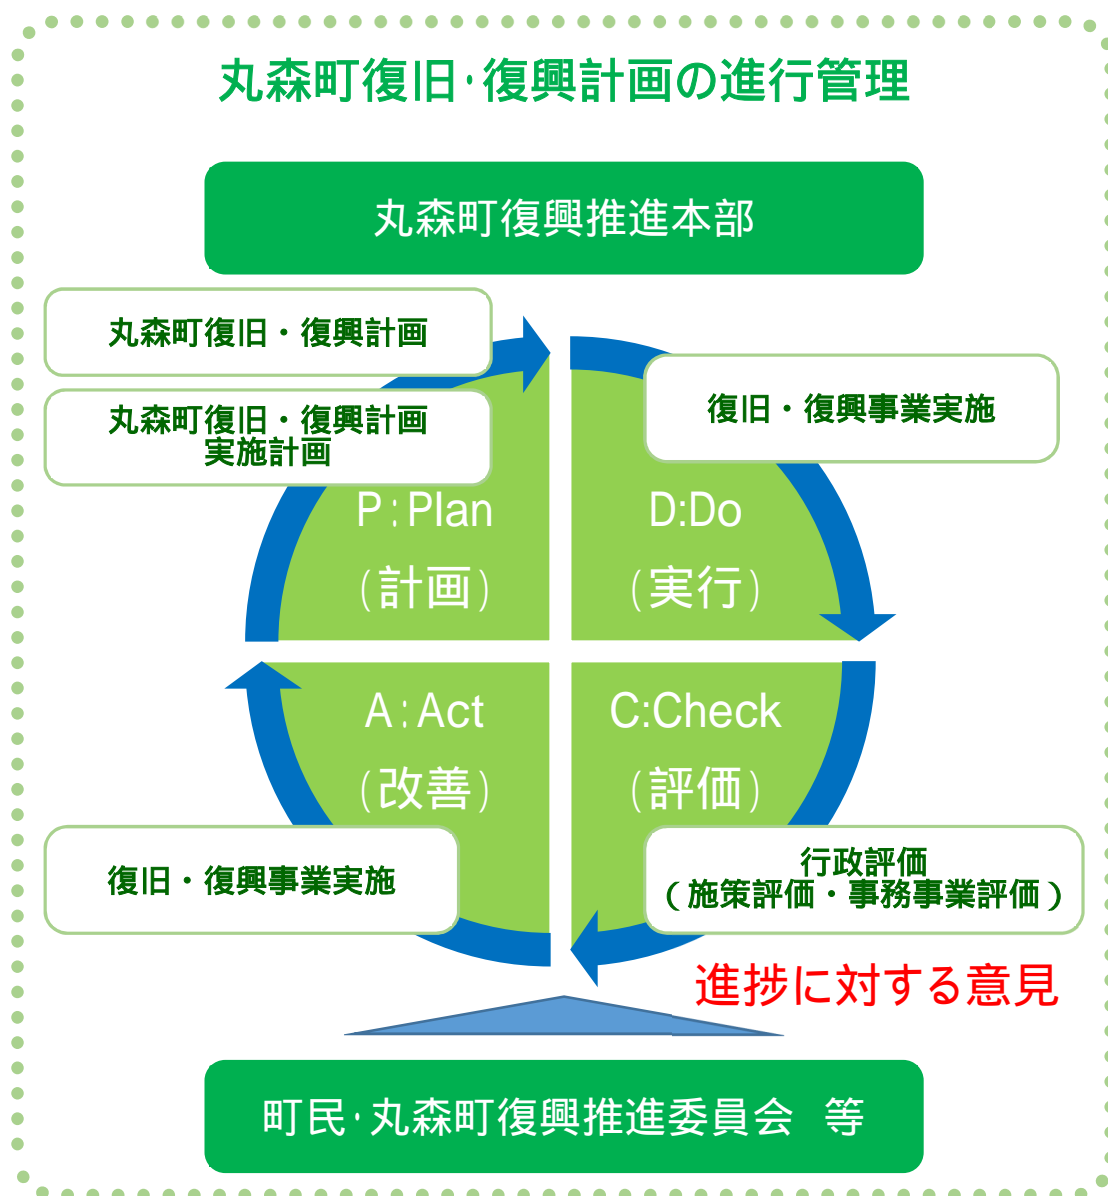 丸森町復旧・復興計画の進行管理
丸森町復興推進本部
丸森町復旧・復興計画
丸森町復旧・復興計画
実施計画
復旧・復興事業実施
P:Plan
(計画)
D:Do
(実行)
A:Act
(改善)
C:Check
(評価)
復旧・復興事業実施
行政評価
(施策評価・事務事業評価)
進捗に対する意見
町民・丸森町復興推進委員会 等